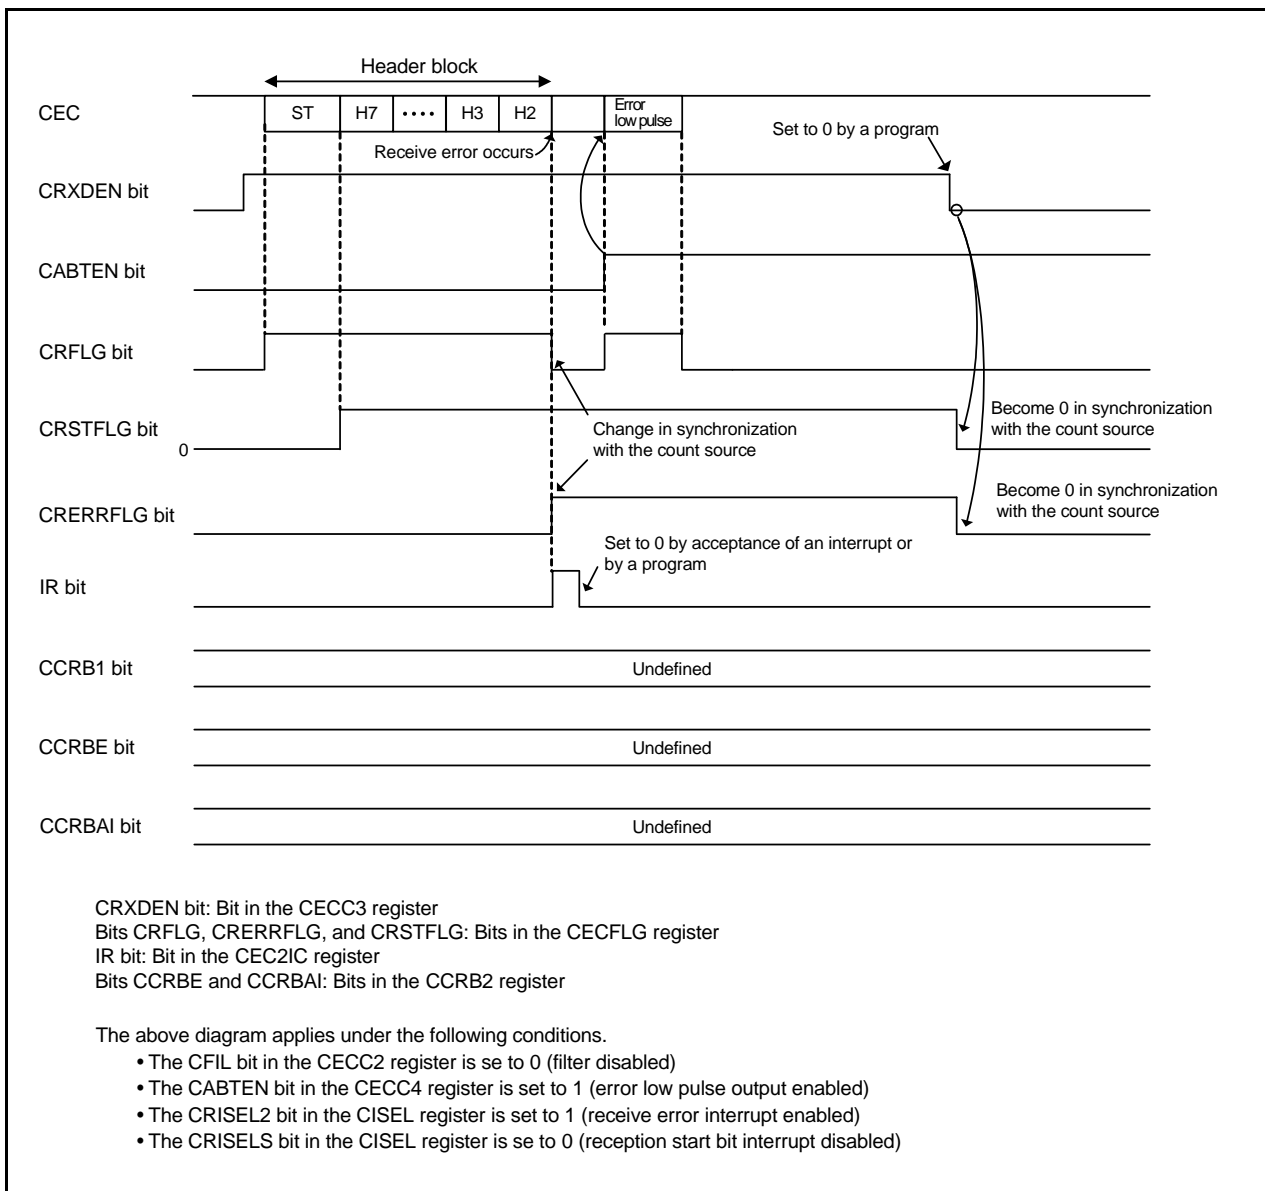 Header block
CEC
ST
H7
••••
H3
H2
Error
low pulse
Receive error occurs
Set to 0 by a program
CRXDEN bit
CABTEN bit
CRFLG bit
CRSTFLG bit
0
Change in synchronization
with the count source
Become 0 in synchronization
with the count source
CRERRFLG bit
Become 0 in synchronization
with the count source
Set to 0 by acceptance of an interrupt or
by a program
IR bit
CCRB1 bit
Undefined
CCRBE bit
Undefined
CCRBAI bit
Undefined
CRXDEN bit: Bit in the CECC3 register
Bits CRFLG, CRERRFLG, and CRSTFLG: Bits in the CECFLG register
IR bit: Bit in the CEC2IC register
Bits CCRBE and CCRBAI: Bits in the CCRB2 register
The above diagram applies under the following conditions.
• The CFIL bit in the CECC2 register is se to 0 (filter disabled)
• The CABTEN bit in the CECC4 register is set to 1 (error low pulse output enabled)
• The CRISEL2 bit in the CISEL register is set to 1 (receive error interrupt enabled)
• The CRISELS bit in the CISEL register is se to 0 (reception start bit interrupt disabled)